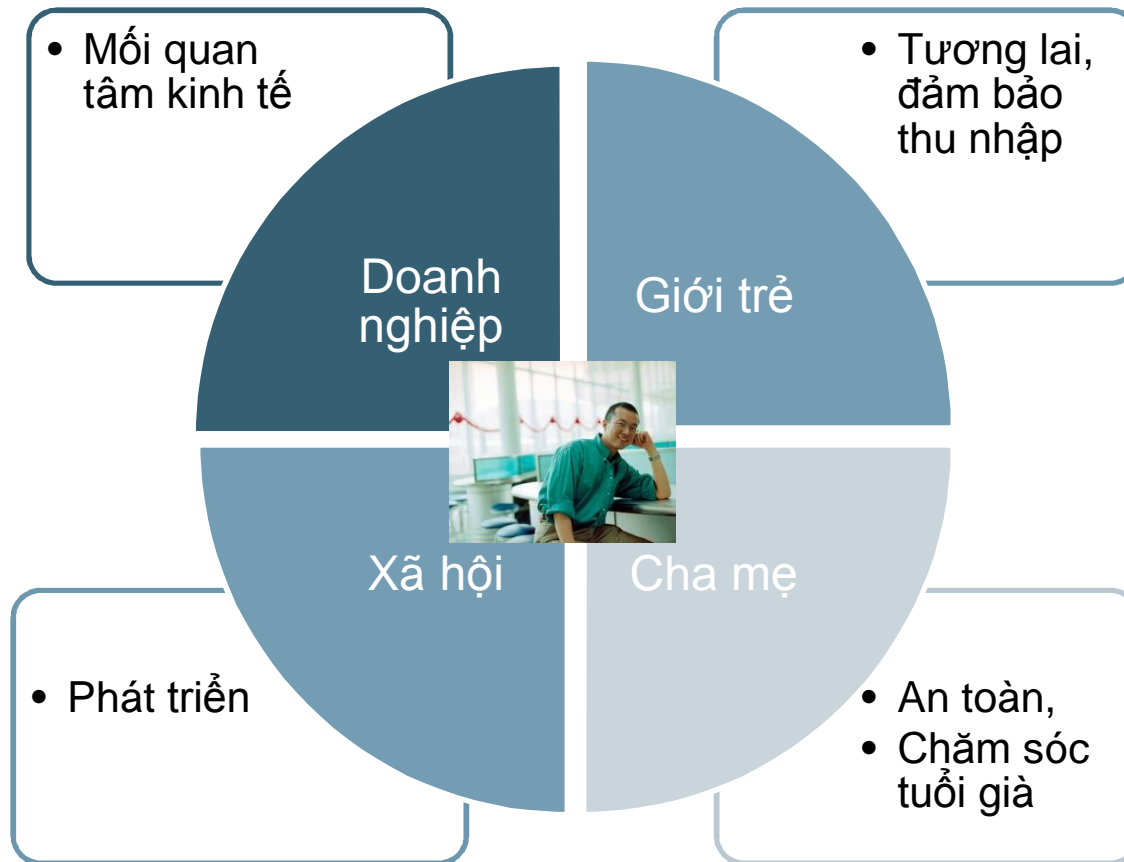 • Mối quan
tâm kinh tế
• Tương lai,
đảm bảo
thu nhập
Doanh
nghiệp
Giới trẻ
Xã hội
Cha mẹ
• Phát triển
• An toàn,
• Chăm sóc
tuổi già